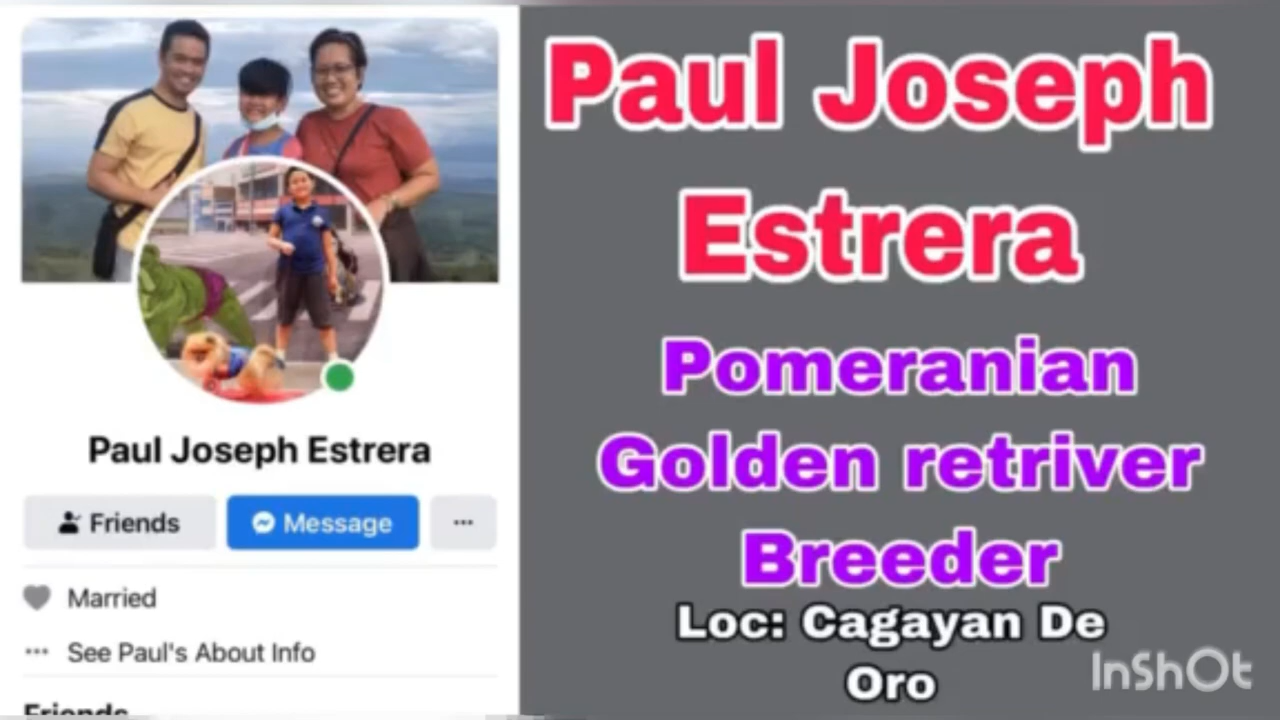 Paul Joseph Estrera
Friends
Message
Married
See Paul's About Info
Friends
Paul Joseph
Estrera
Pomeranian
Golden retriver
Breeder
Loc: Cagayan De
Oro
InShOt